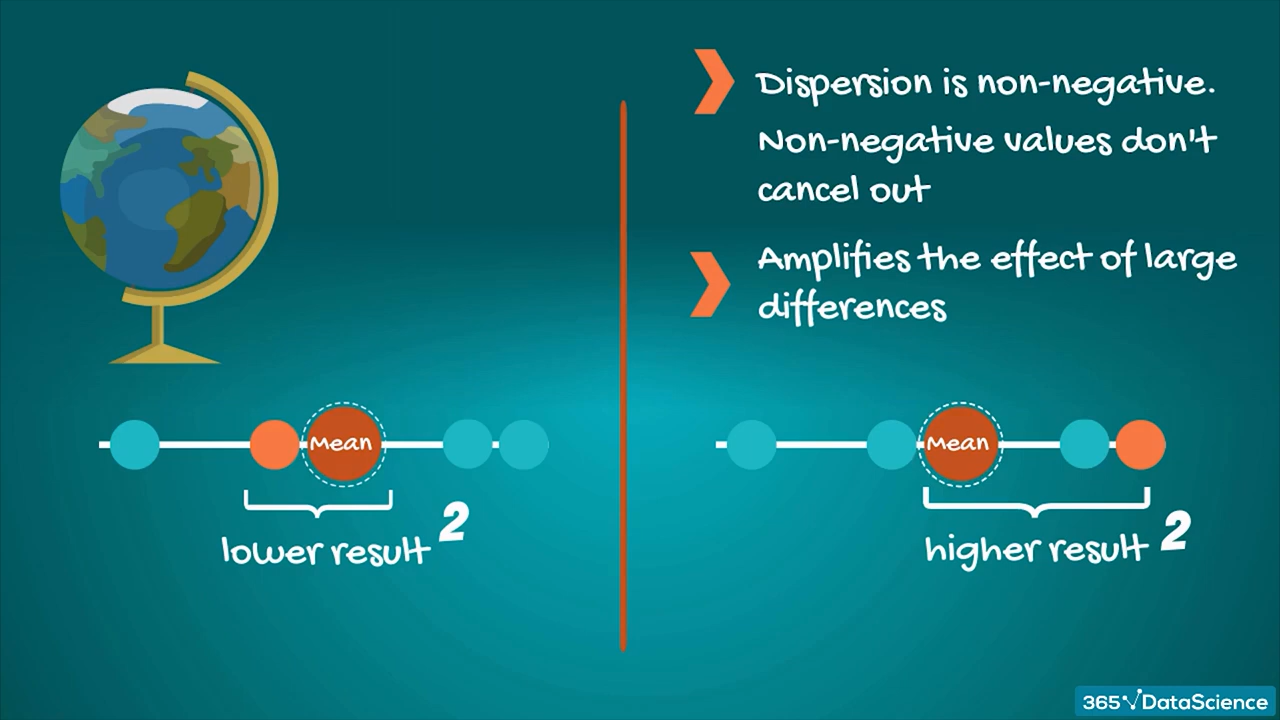 Dispersion is non-negative.
Non-negative values don't
cancel out
Amplifies the effect of large
differences
Mean
lower result 2
Mean
higher result 2
365 DataScience